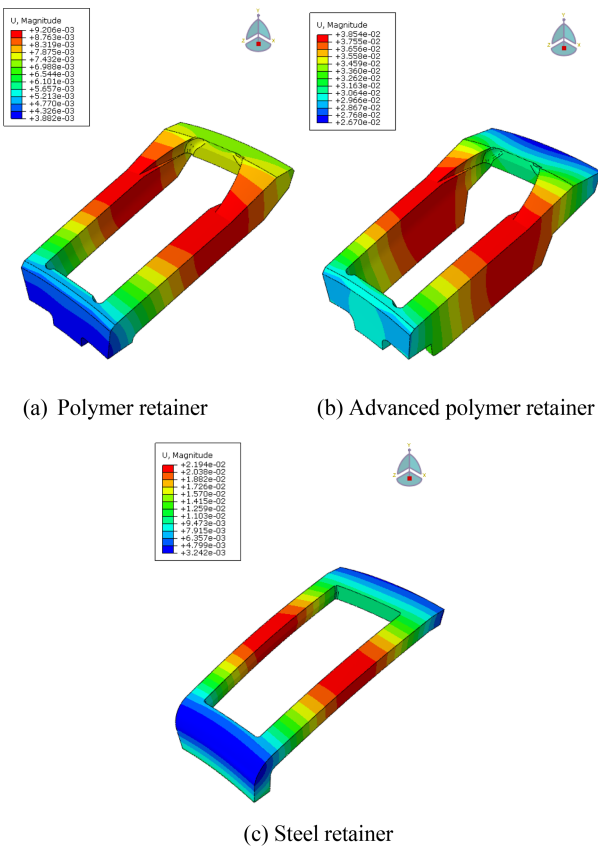 U, Magnitude
+9.206e-03
+8.763e-03
+8.319e-03
+7.875e-03
+7.432e-03
+6.988e-03
+6.544e-03
+6.101e-03
+5.657e-03
+5.213e-03
+4.770e-03
+4.326e-03
+3.882e-03
Y
Z
X
U, Magnitude
+3.854e-02
+3.755e-02
+3.656e-02
+3.558e-02
+3.459e-02
+3.360e-02
+3.262e-02
+3.163e-02
+3.064e-02
+2.966e-02
+2.867e-02
+2.768e-02
+2.670e-02
Y
Z
X
(a) Polymer retainer
(b) Advanced polymer retainer
U, Magnitude
+2.194e-02
+2.038e-02
+1.882e-02
+1.726e-02
+1.570e-02
+1.415e-02
+1.259e-02
+1.103e-02
+9.473e-03
+7.915e-03
+6.357e-03
+4.799e-03
+3.242e-03
Y
Z
X
(c) Steel retainer